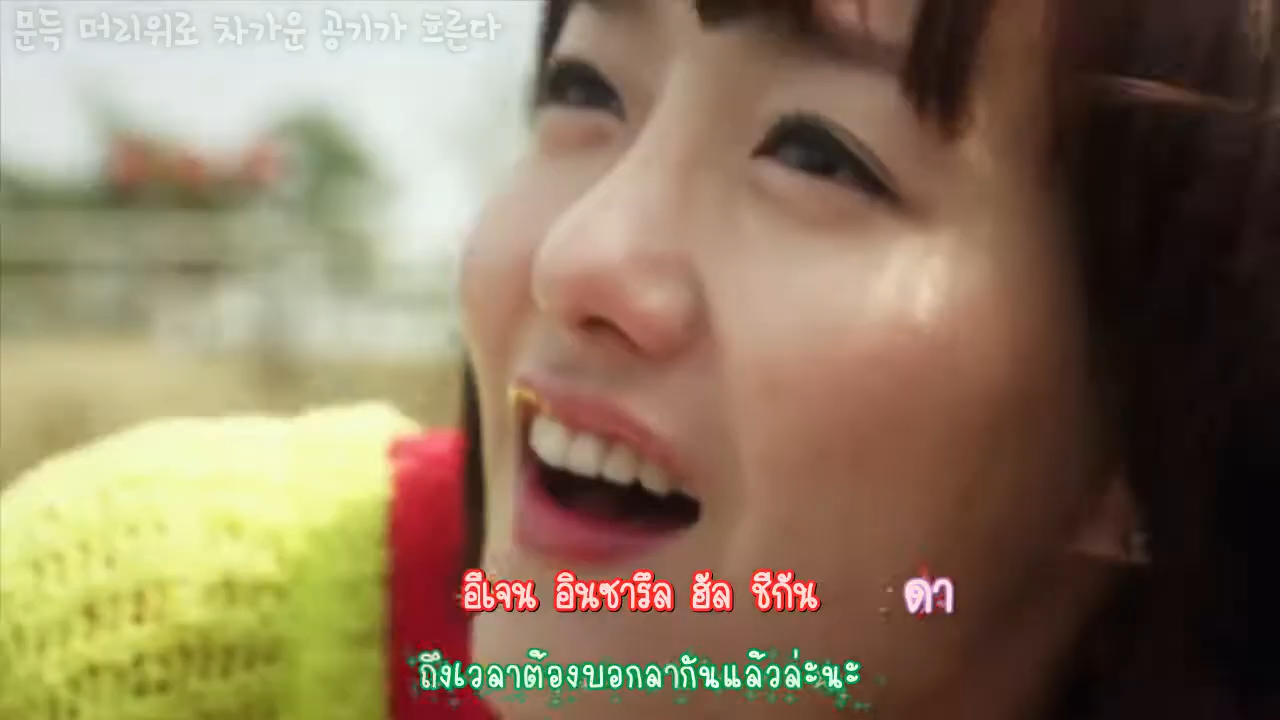 문득 머리위로 차가운 공기가 흐른다
อีเจน อินซารึล ฮัล ชีกัน ดา
ถึงเวลาต้องบอกลากันแล้วล่ะนะ